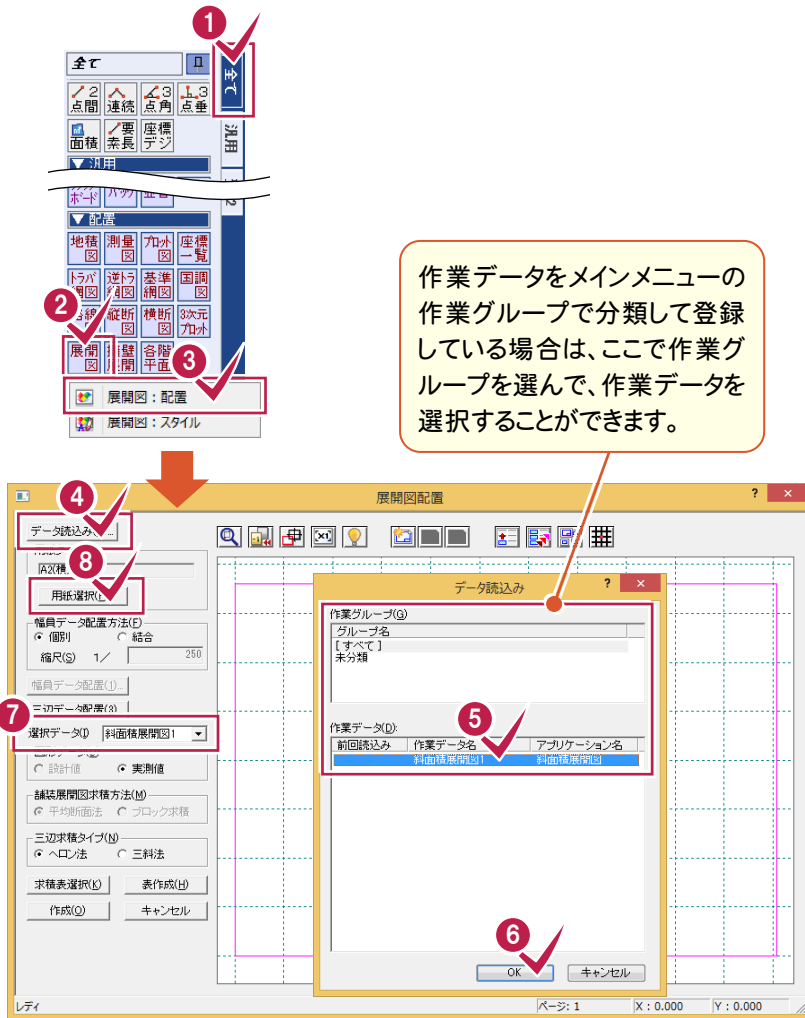 1
全て
2点間 連続 3点角 3点垂
面積 要素長 座標デジ
▼ 汎用
ボード バック
▼ 配置
地積図 測量図 プロット図 座標一覧
トラバ網図 逆トラ網図 基準網図 国調図
縦断図 横断図 3次元プロット
展開図 展開 各階平面
全て
汎用
2
3
展開図：配置
展開図：スタイル
作業データをメインメニューの
作業グループで分類して登録
している場合は、ここで作業グ
ループを選んで、作業データを
選択することができます。
展開図配置
? ×
4
データ読込み
8
A2(横)
用紙選択
幅員データ配置方法(F)
個別 結合
縮尺(S) 1/ 250
幅員データ配置(1)...
三辺データ配置(3)
7
選択データ(I) 斜面積展開図1
設計値 実測値
舗装展開図求積方法(M)
平均断面法 ブロック求積
三辺求積タイプ(N)
ヘロン法 三斜法
求積表選択(K) 表作成(H)
作成(O) キャンセル
データ読込み
? ×
作業グループ(G)
グループ名
[すべて]
未分類
5
作業データ(D):
前回読込み 作業データ名 アプリケーション名
斜面積展開図1 斜面積展開図
6
OK キャンセル
レディ ページ: 1 X : 0.000 Y : 0.000